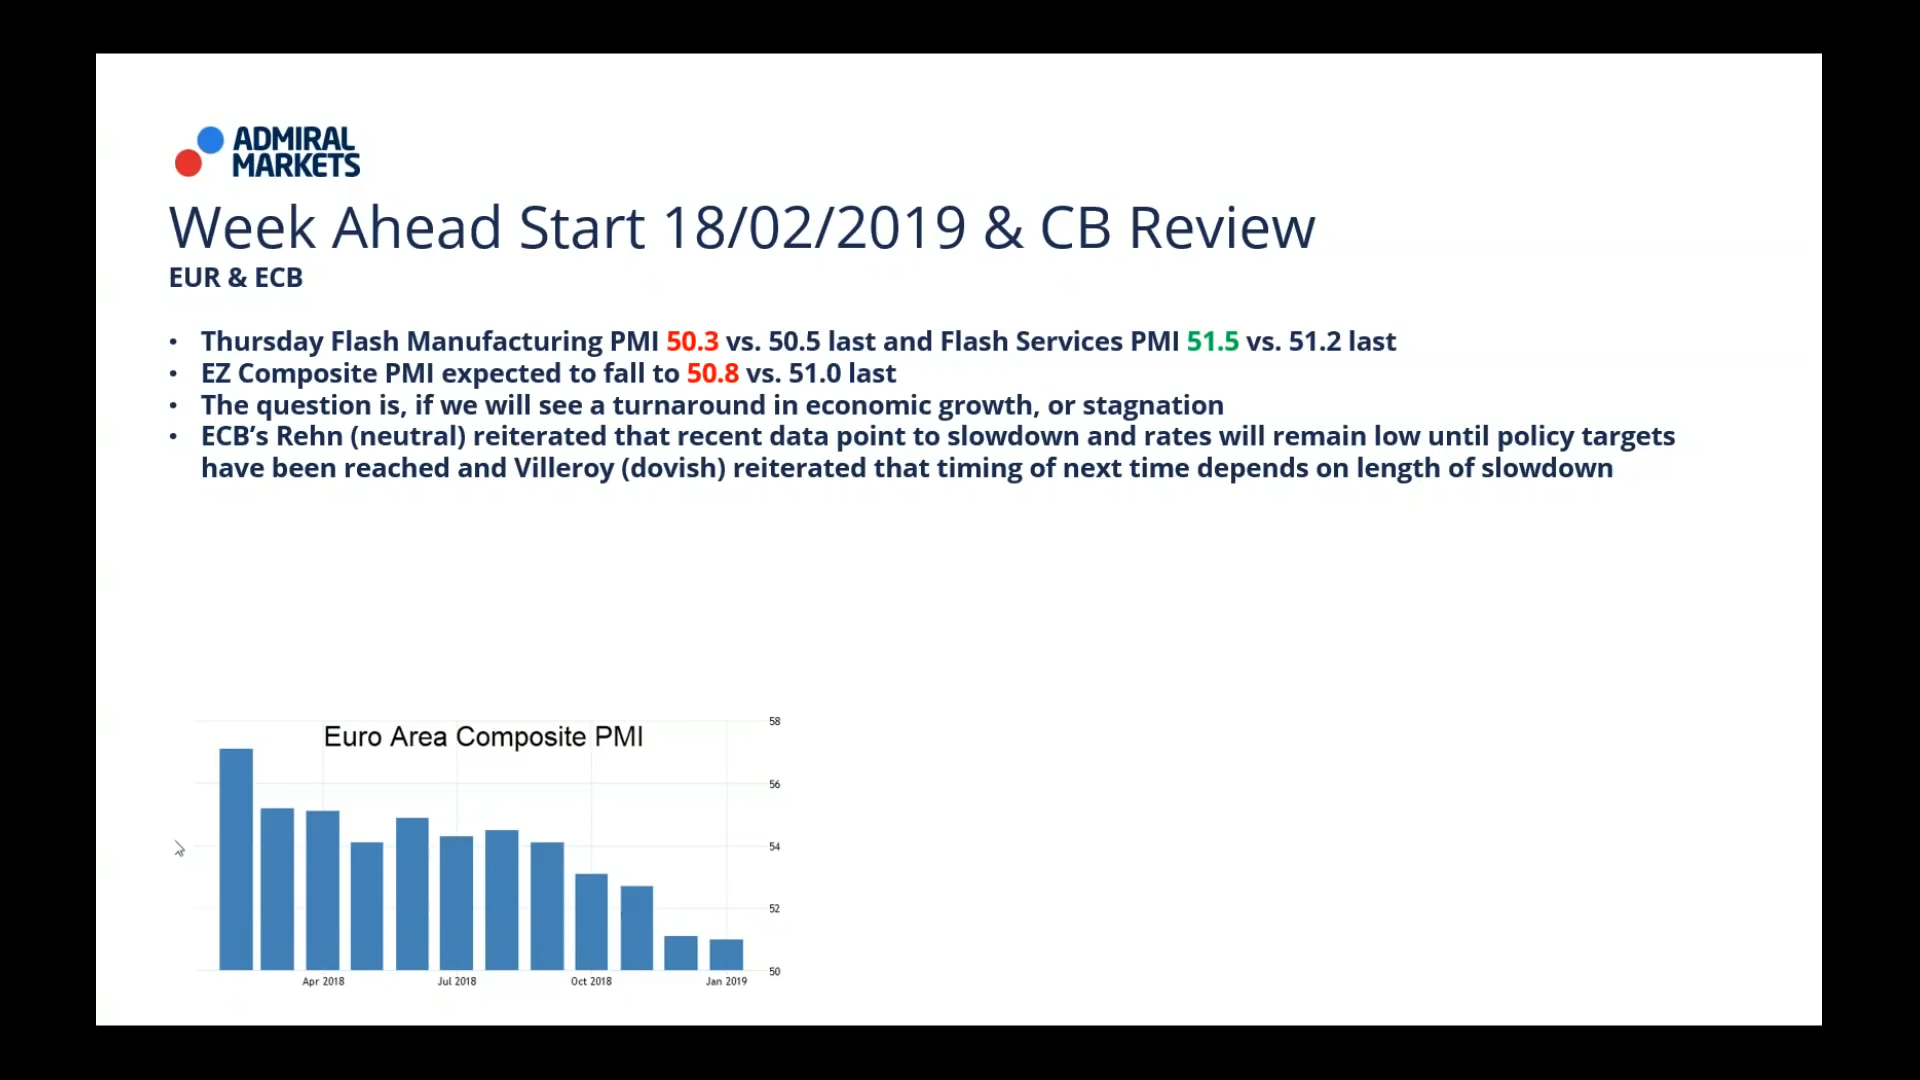 ADMIRAL
MARKETS
Week Ahead Start 18/02/2019 & CB Review
EUR & ECB
• Thursday Flash Manufacturing PMI 50.3 vs. 50.5 last and Flash Services PMI 51.5 vs. 51.2 last
• EZ Composite PMI expected to fall to 50.8 vs. 51.0 last
• The question is, if we will see a turnaround in economic growth, or stagnation
• ECB’s Rehn (neutral) reiterated that recent data point to slowdown and rates will remain low until policy targets
have been reached and Villeroy (dovish) reiterated that timing of next time depends on length of slowdown
Euro Area Composite PMI
58
56
54
52
50
Apr 2018 Jul 2018 Oct 2018 Jan 2019